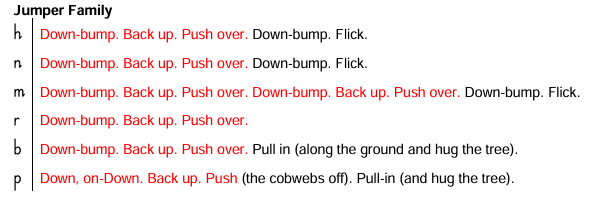 Jumper Family
h Down-bump. Back up. Push over. Down-bump. Flick.
n Down-bump. Back up. Push over. Down-bump. Flick.
m Down-bump. Back up. Push over. Down-bump. Back up. Push over. Down-bump. Flick.
r Down-bump. Back up. Push over.
b Down-bump. Back up. Push over. Pull in (along the ground and hug the tree).
p Down, on-Down. Back up. Push (the cobwebs off). Pull-in (and hug the tree).